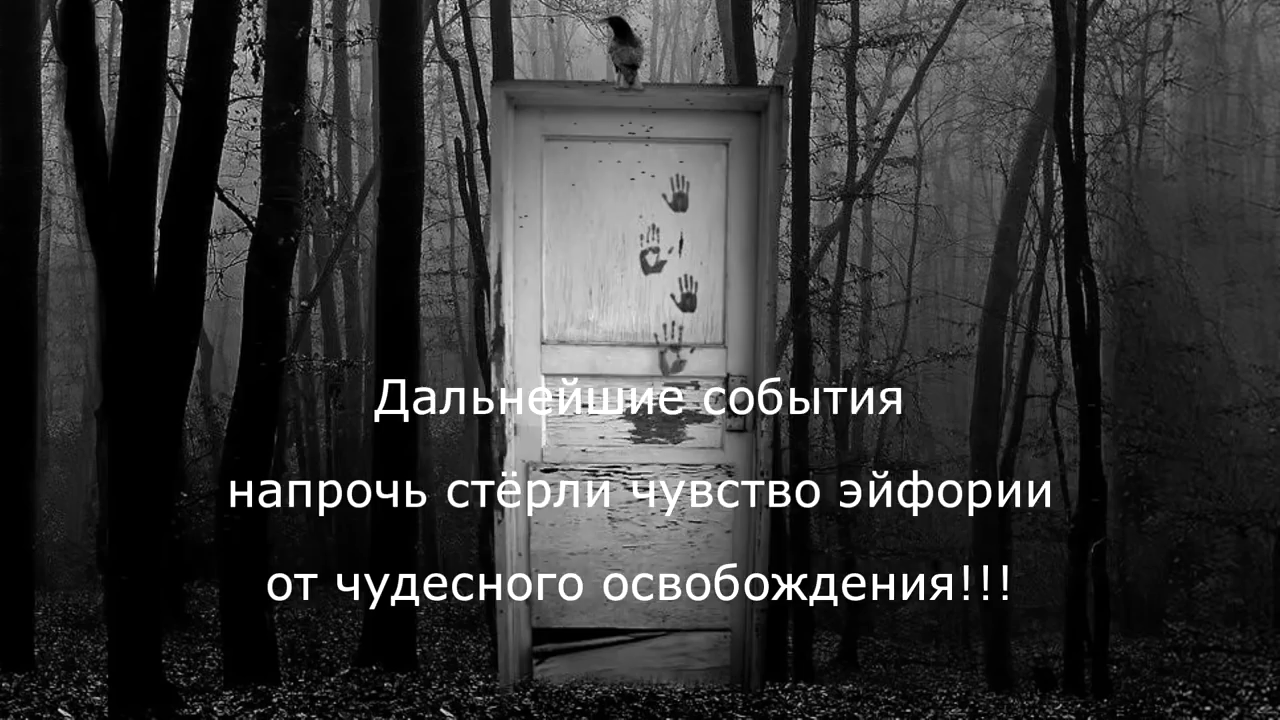 Дальнейшие события
напрочь стёрли чувство эйфории
от чудесного освобождения!!!